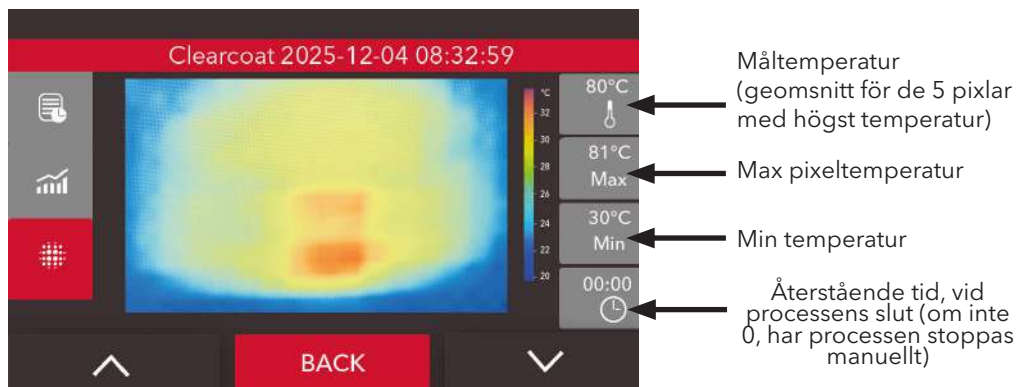 Clearcoat 2025-12-04 08:32:59
°C
32
30
28
26
24
22
20
80°C
81°C
Max
30°C
Min
00:00
BACK
Måltemperatur
(geomsnitt för de 5 pixlar
med högst temperatur)
Max pixeltemperatur
Min temperatur
Återstående tid, vid
processens slut (om inte
0, har processen stoppas
manuellt)